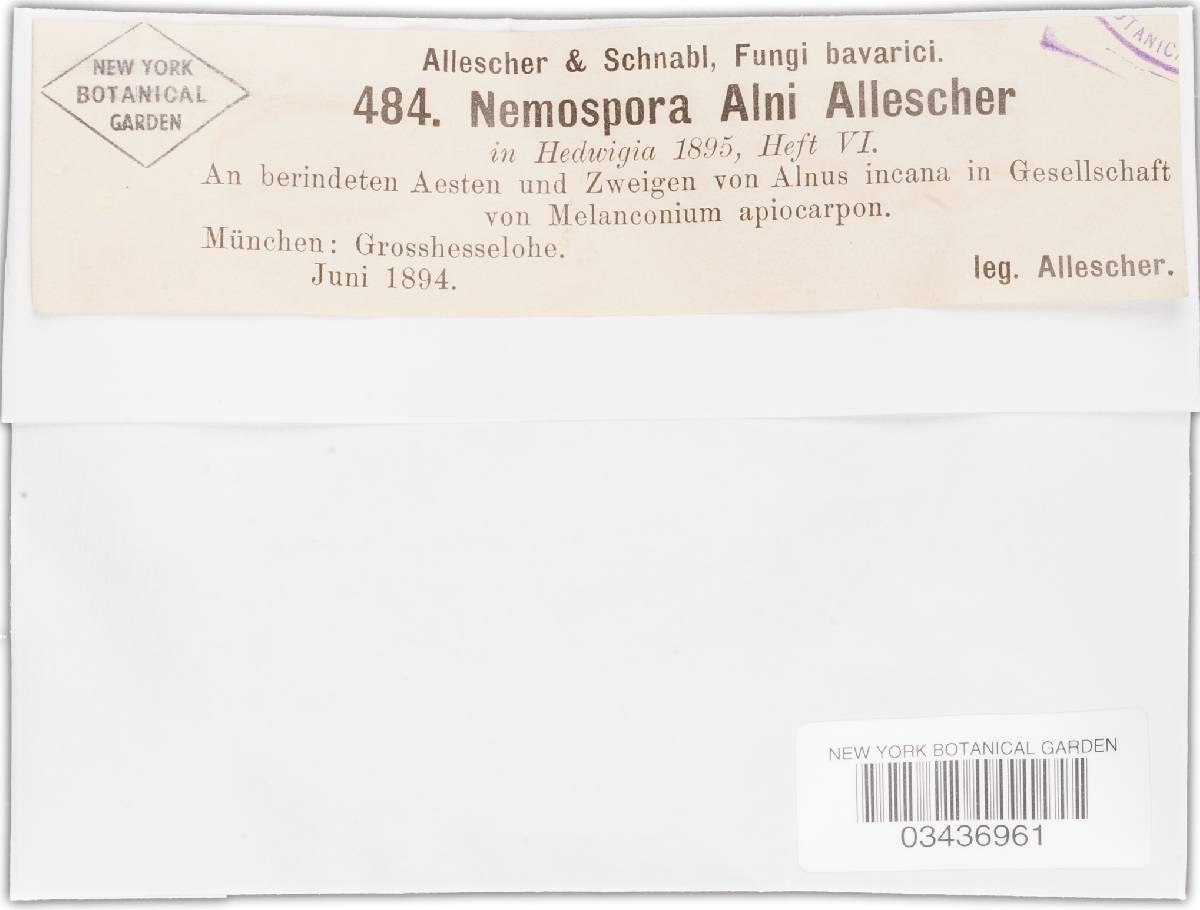 NEW YORK
BOTANICAL
GARDEN
Allescher & Schnabl, Fungi bavarici.
484. Nemospora Alni Allescher
in Hedwigia 1895, Heft VI.
An berindeten Aesten und Zweigen von Alnus incana in Gesellschaft
von Melanconium apiocarpon.
München: Grosshesselohe.
Juni 1894.
leg. Allescher.
NEW YORK BOTANICAL GARDEN
03436961